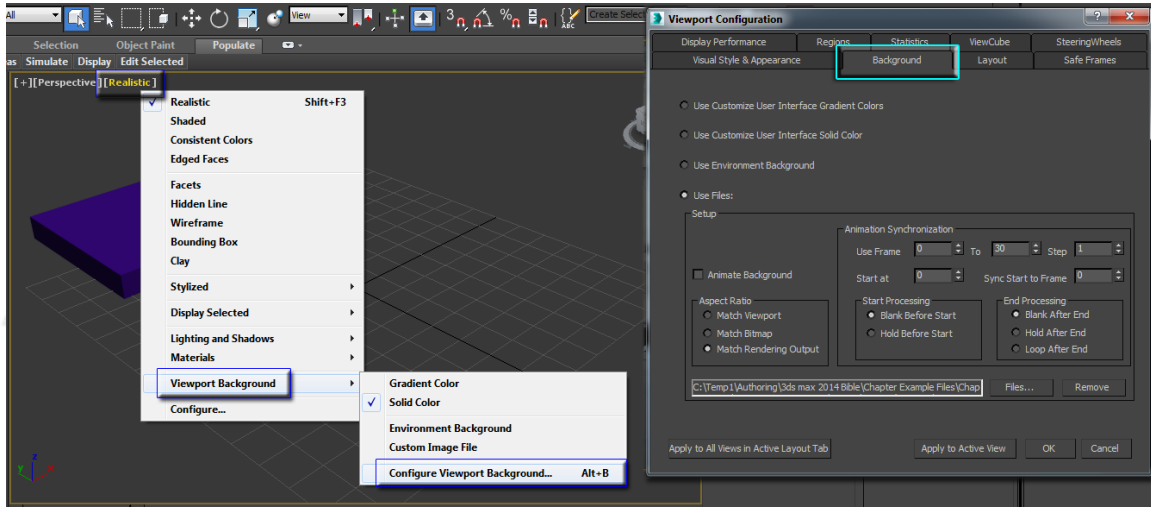 All
View
3
%
ABC
Create Selec
Selection Object Paint Populate
as Simulate Display Edit Selected
[+][Perspective][Realistic]
Realistic Shift+F3
Shaded
Consistent Colors
Edged Faces
Facets
Hidden Line
Wireframe
Bounding Box
Clay
Stylized
Display Selected
Lighting and Shadows
Materials
Viewport Background
Configure...
Gradient Color
Solid Color
Environment Background
Custom Image File
Configure Viewport Background... Alt+B
z
y x
Viewport Configuration
Display Performance Regions Statistics ViewCube SteeringWheels
Visual Style & Appearance Background Layout Safe Frames
Use Customize User Interface Gradient Colors
Use Customize User Interface Solid Color
Use Environment Background
Use Files:
Setup
Animation Synchronization
Use Frame 0 To 30 Step 1
Animate Background
Start at 0 Sync Start to Frame 0
Aspect Ratio
Match Viewport
Match Bitmap
Match Rendering Output
Start Processing
Blank Before Start
Hold Before Start
End Processing
Blank After End
Hold After End
Loop After End
C:\Temp1\Authoring\3ds max 2014 Bible\Chapter Example Files\Chap Files... Remove
Apply to All Views in Active Layout Tab Apply to Active View OK Cancel